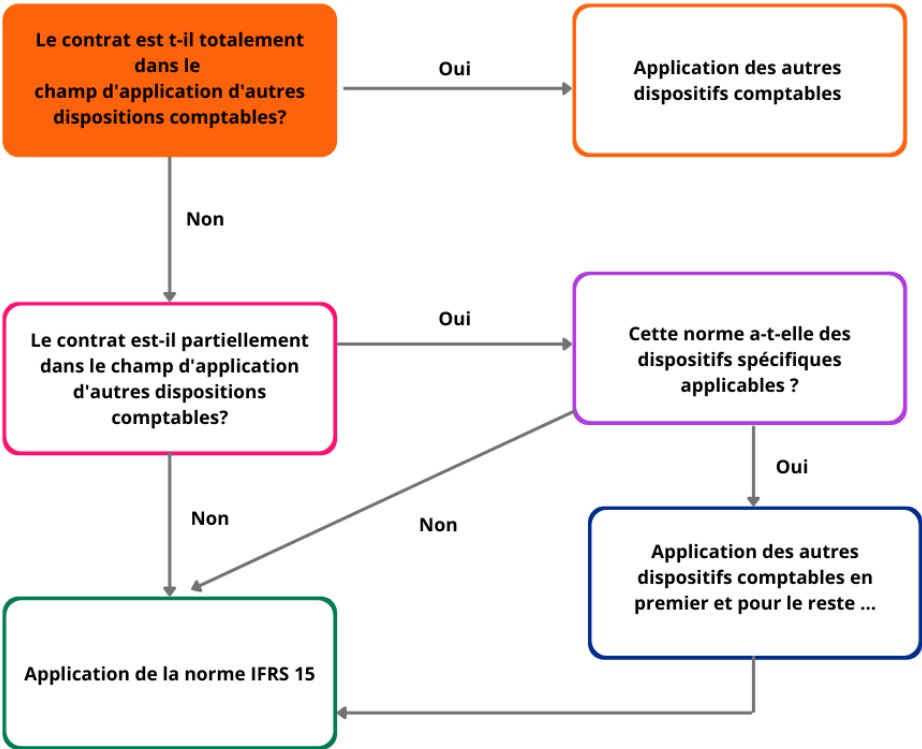 Le contrat est t-il totalement
dans le
champ d'application d'autres
dispositions comptables?
Oui
Application des autres
dispositifs comptables
Non
Le contrat est-il partiellement
dans le champ d'application
d'autres dispositions
comptables?
Oui
Cette norme a-t-elle des
dispositifs spécifiques
applicables ?
Non
Non
Oui
Application des autres
dispositifs comptables en
premier et pour le reste ...
Application de la norme IFRS 15